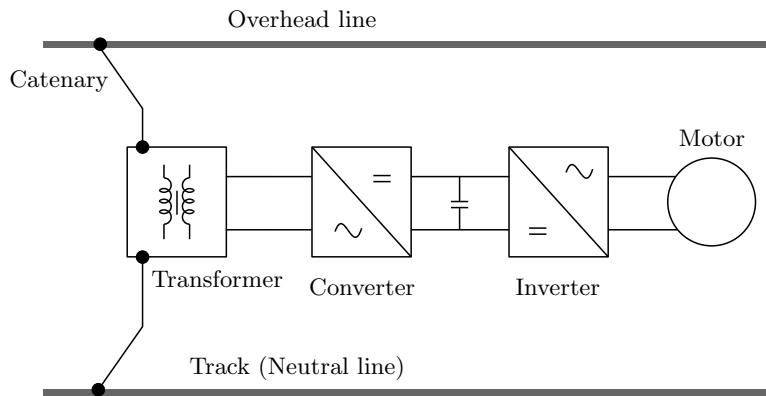 Overhead line
Catenary
Motor
Transformer
Converter
Inverter
Track (Neutral line)